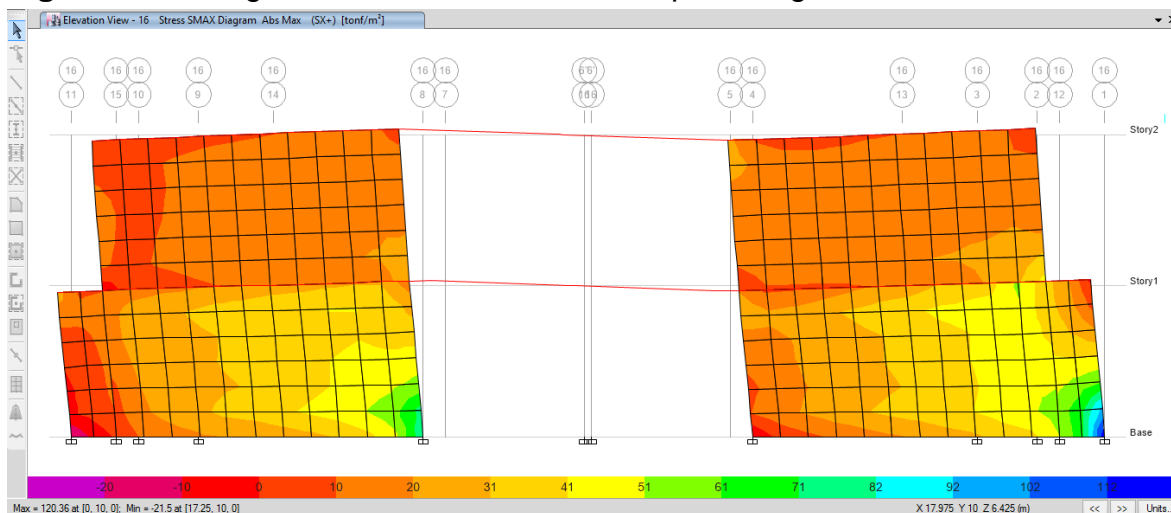 Elevation View - 16 Stress SMAX Diagram Abs Max (SX+) [tonf/m²]
16 16 16 16 16 16 16 16 16 16 16 16 16 16
11 15 10 9 14 8 7 5 4 13 3 2 12 1
Story2
Story1
Base
-20 -10 0 10 20 31 41 51 61 71 82 92 102
Max = 120.36 at [0, 10, 0]; Min = -21.5 at [17.25, 10, 0]
X 17.975 Y 10 Z 6.425 (m)
<< >> Units...